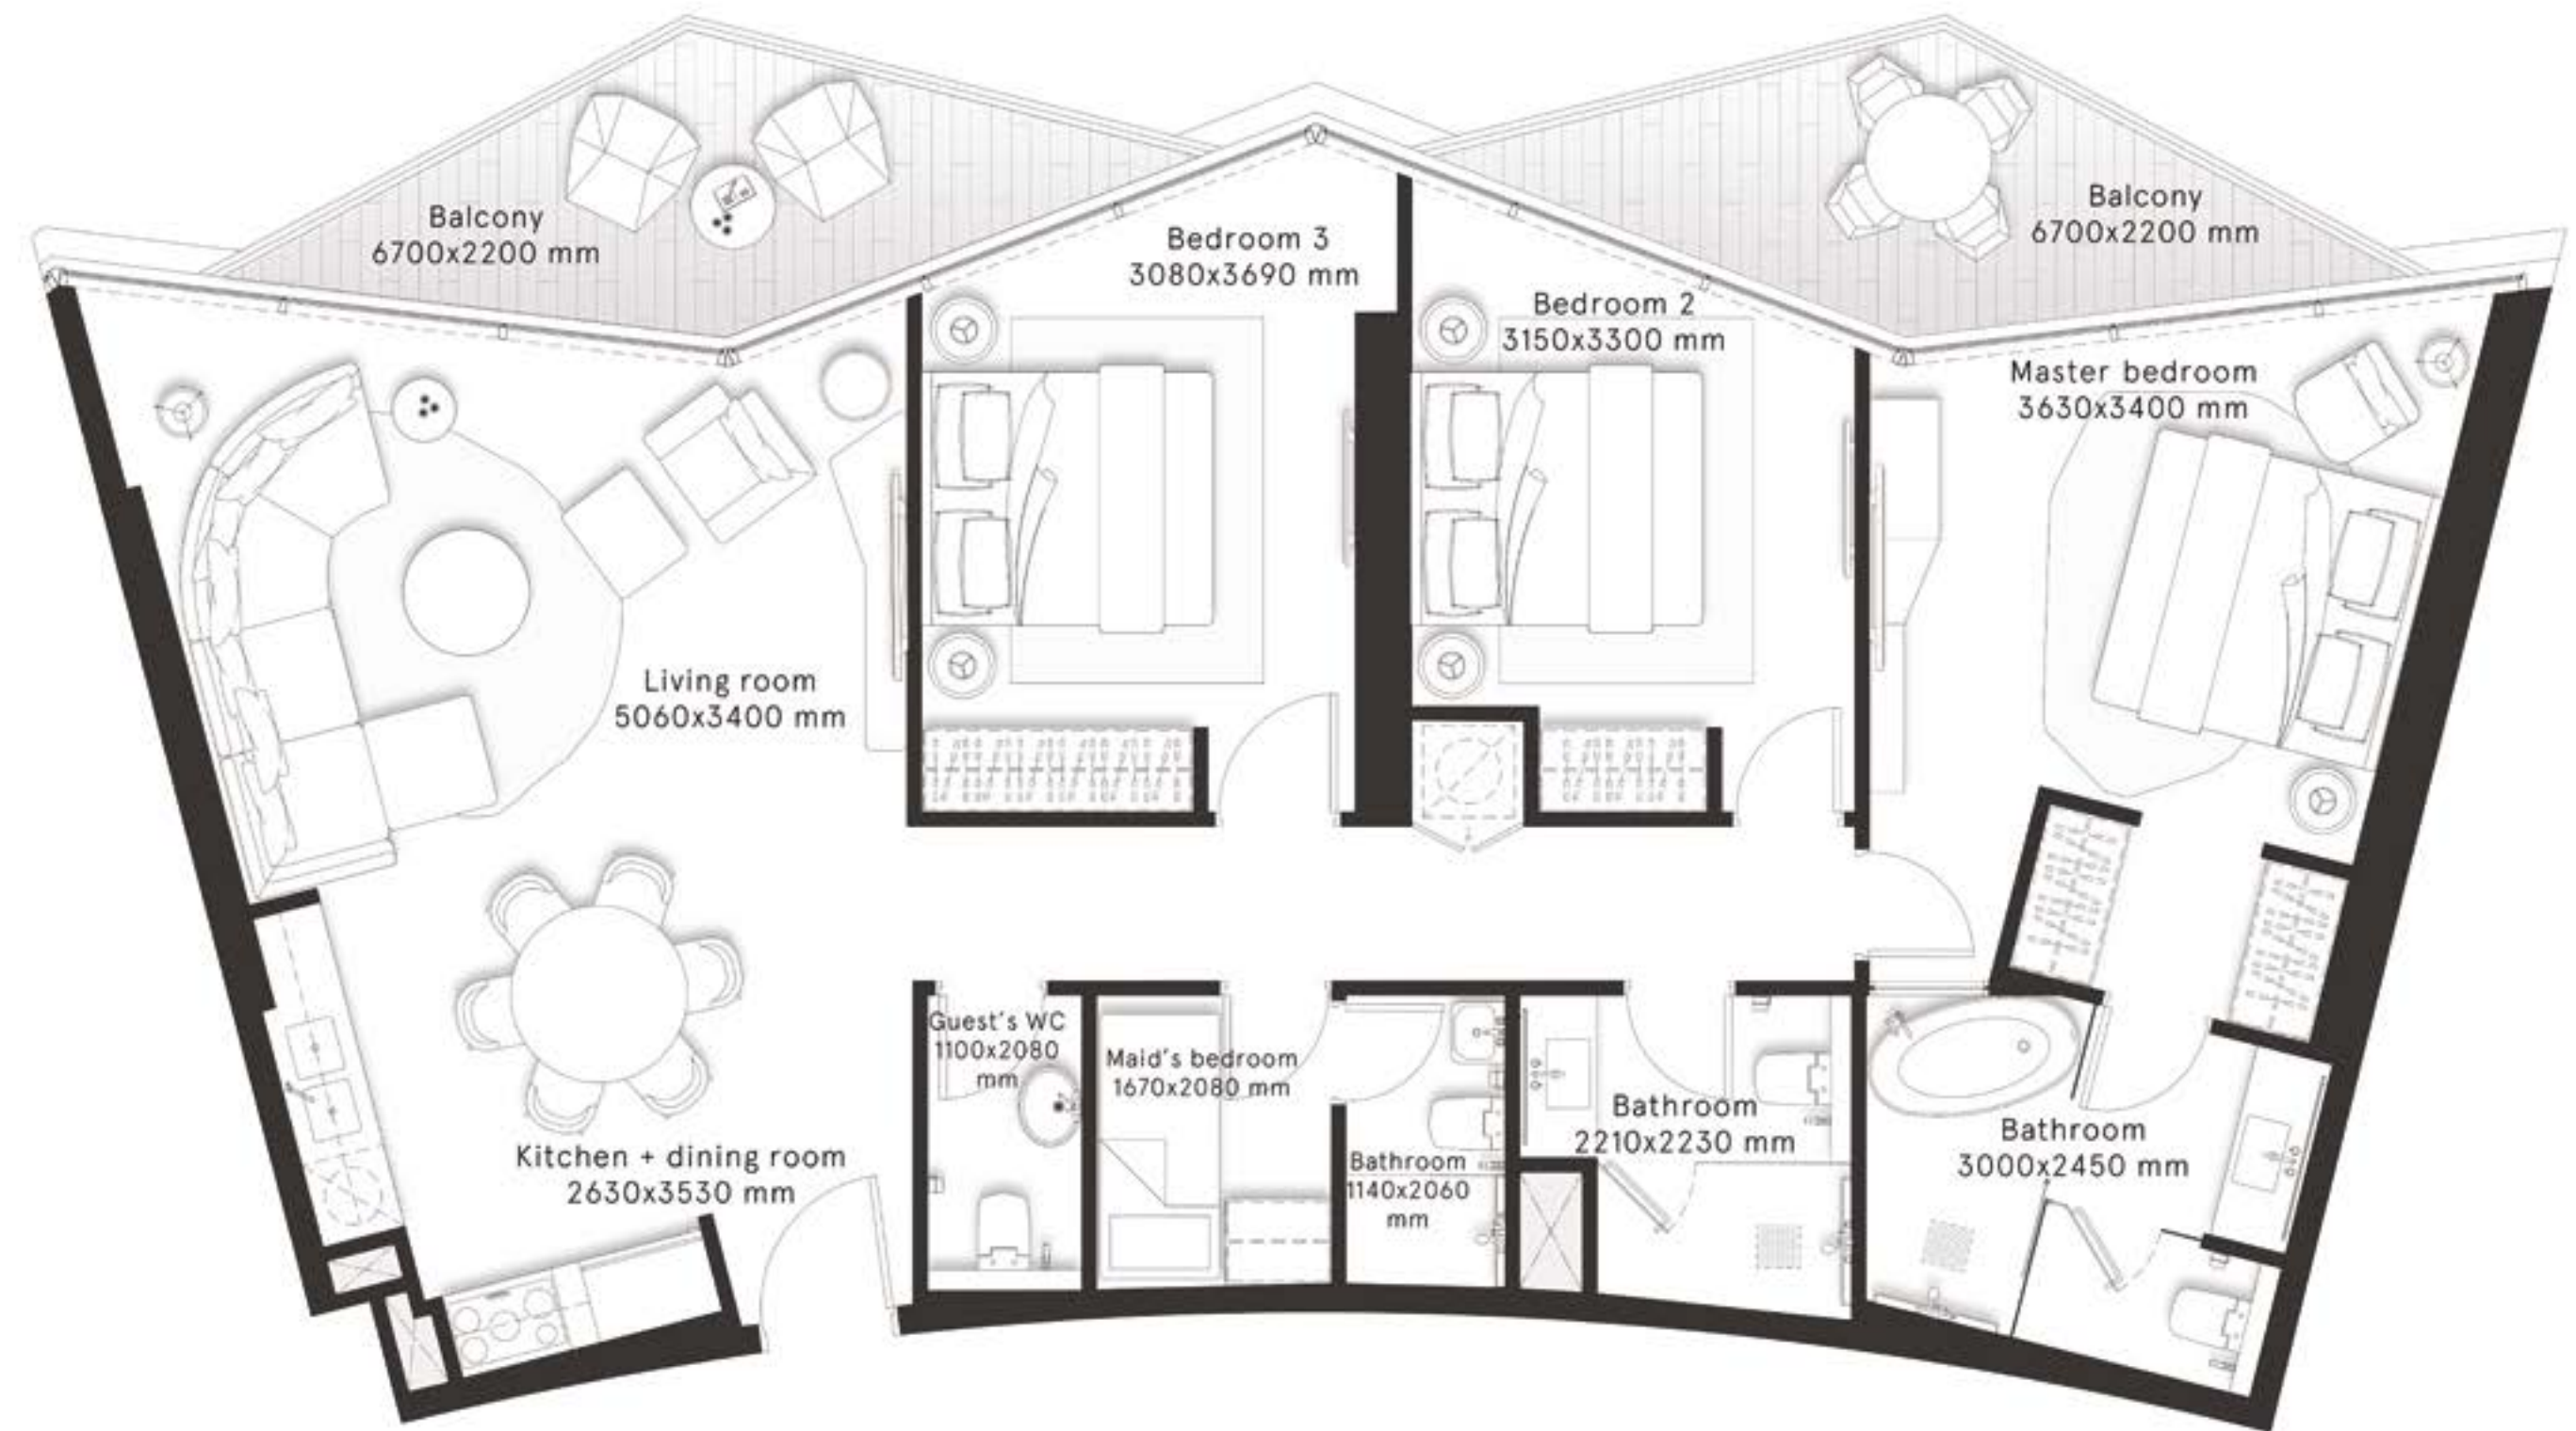 Balcony
6700x2200 mm
Balcony
6700x2200 mm
Bedroom 3
3080x3690 mm
Bedroom 2
3150x3300 mm
Master bedroom
3630x3400 mm
Living room
5060x3400 mm
Guest's WC
1100x2080
mm
Maid's bedroom
1670x2080 mm
Bathroom
2210x2230 mm
Bathroom
3000x2450 mm
Kitchen + dining room
2630x3530 mm
Bathroom
1140x2060
mm